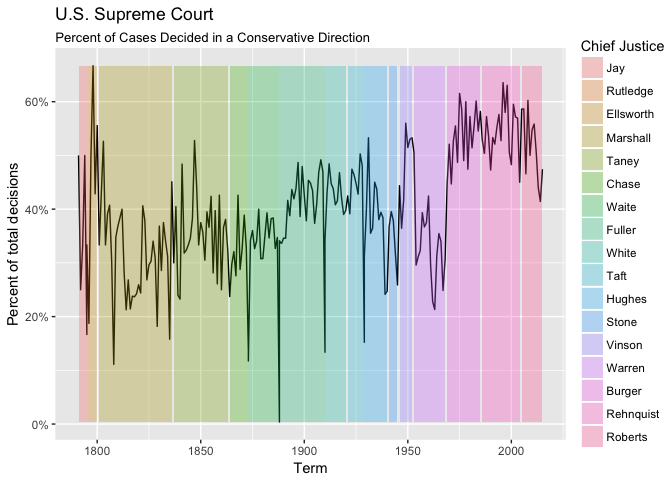 U.S. Supreme Court
Percent of Cases Decided in a Conservative Direction
Chief Justice
Jay
Rutledge
Ellsworth
Marshall
Taney
Chase
Waite
Fuller
White
Taft
Hughes
Stone
Vinson
Warren
Burger
Rehnquist
Roberts
Percent of total decisions
60%
40%
20%
0%
1800
1850
1900
1950
2000
Term